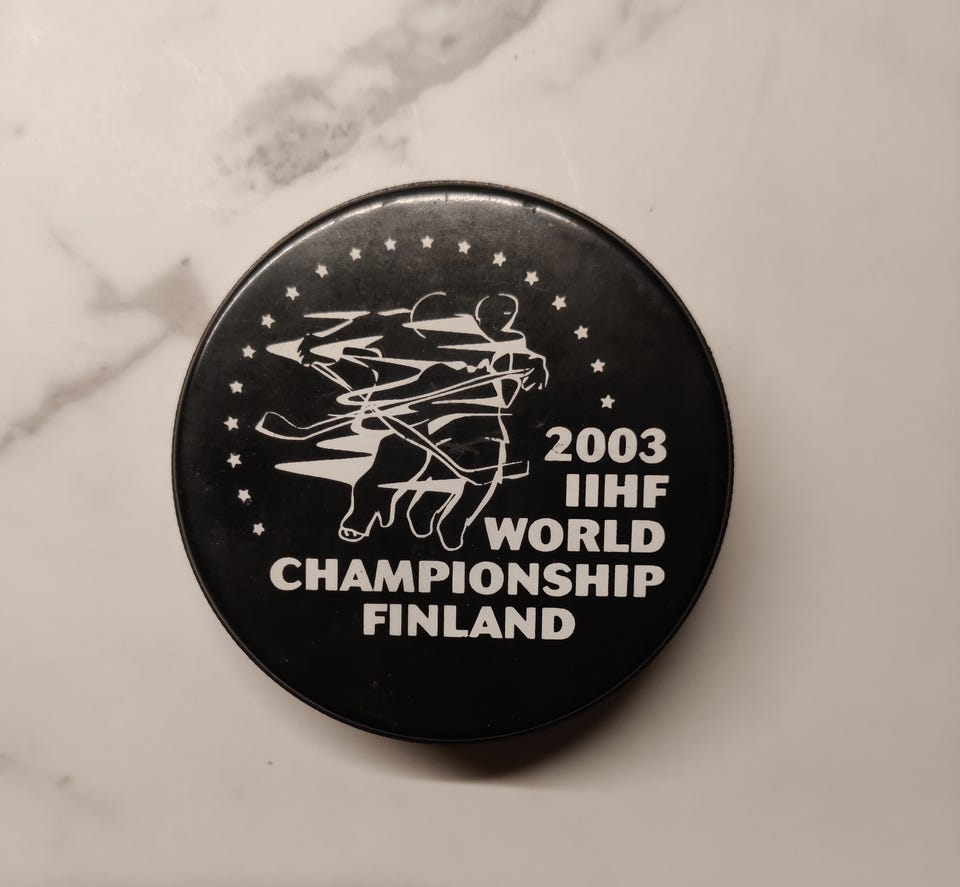 2003
IIHF
WORLD
CHAMPIONSHIP
FINLAND